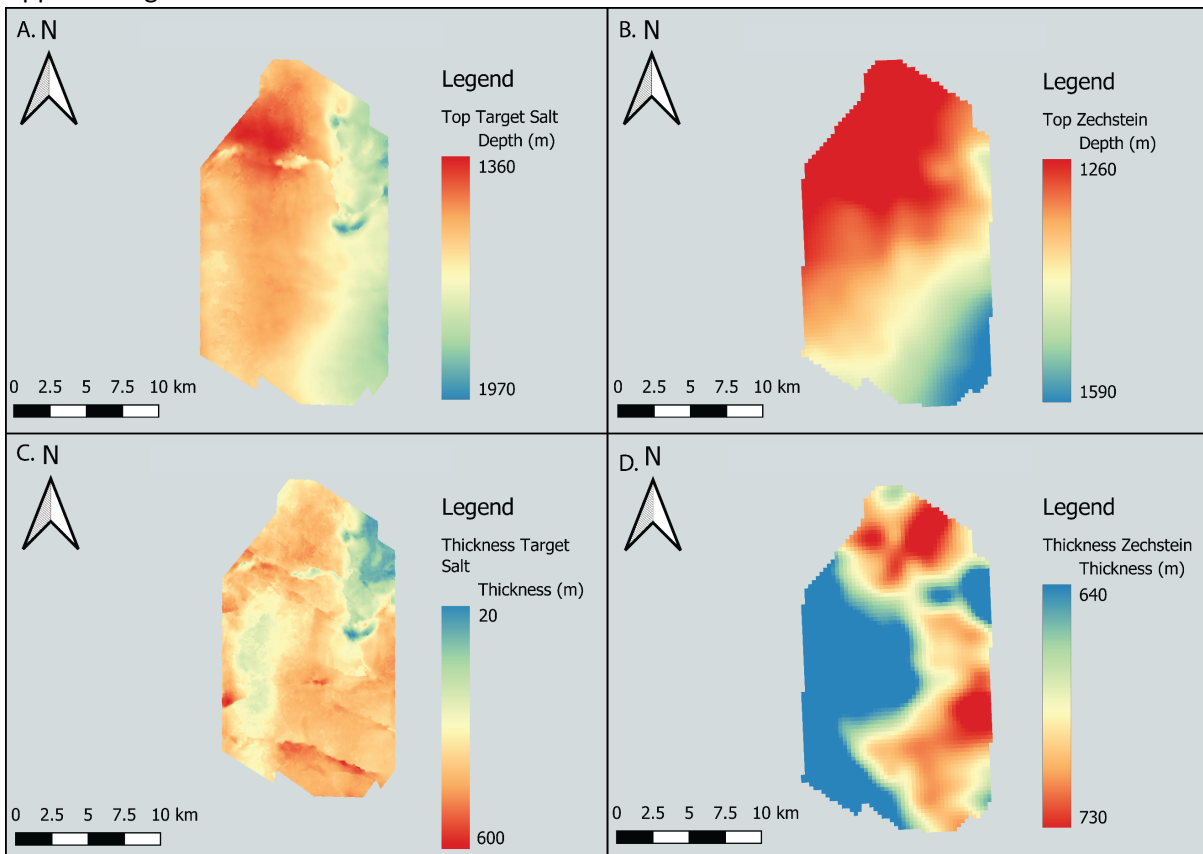 A. N
Legend
Top Target Salt
Depth (m)
1360
1970
0 2.5 5 7.5 10 km
B. N
Legend
Top Zechstein
Depth (m)
1260
1590
0 2.5 5 7.5 10 km
C. N
Legend
Thickness Target
Salt
Thickness (m)
20
600
0 2.5 5 7.5 10 km
D. N
Legend
Thickness Zechstein
Thickness (m)
640
730
0 2.5 5 7.5 10 km